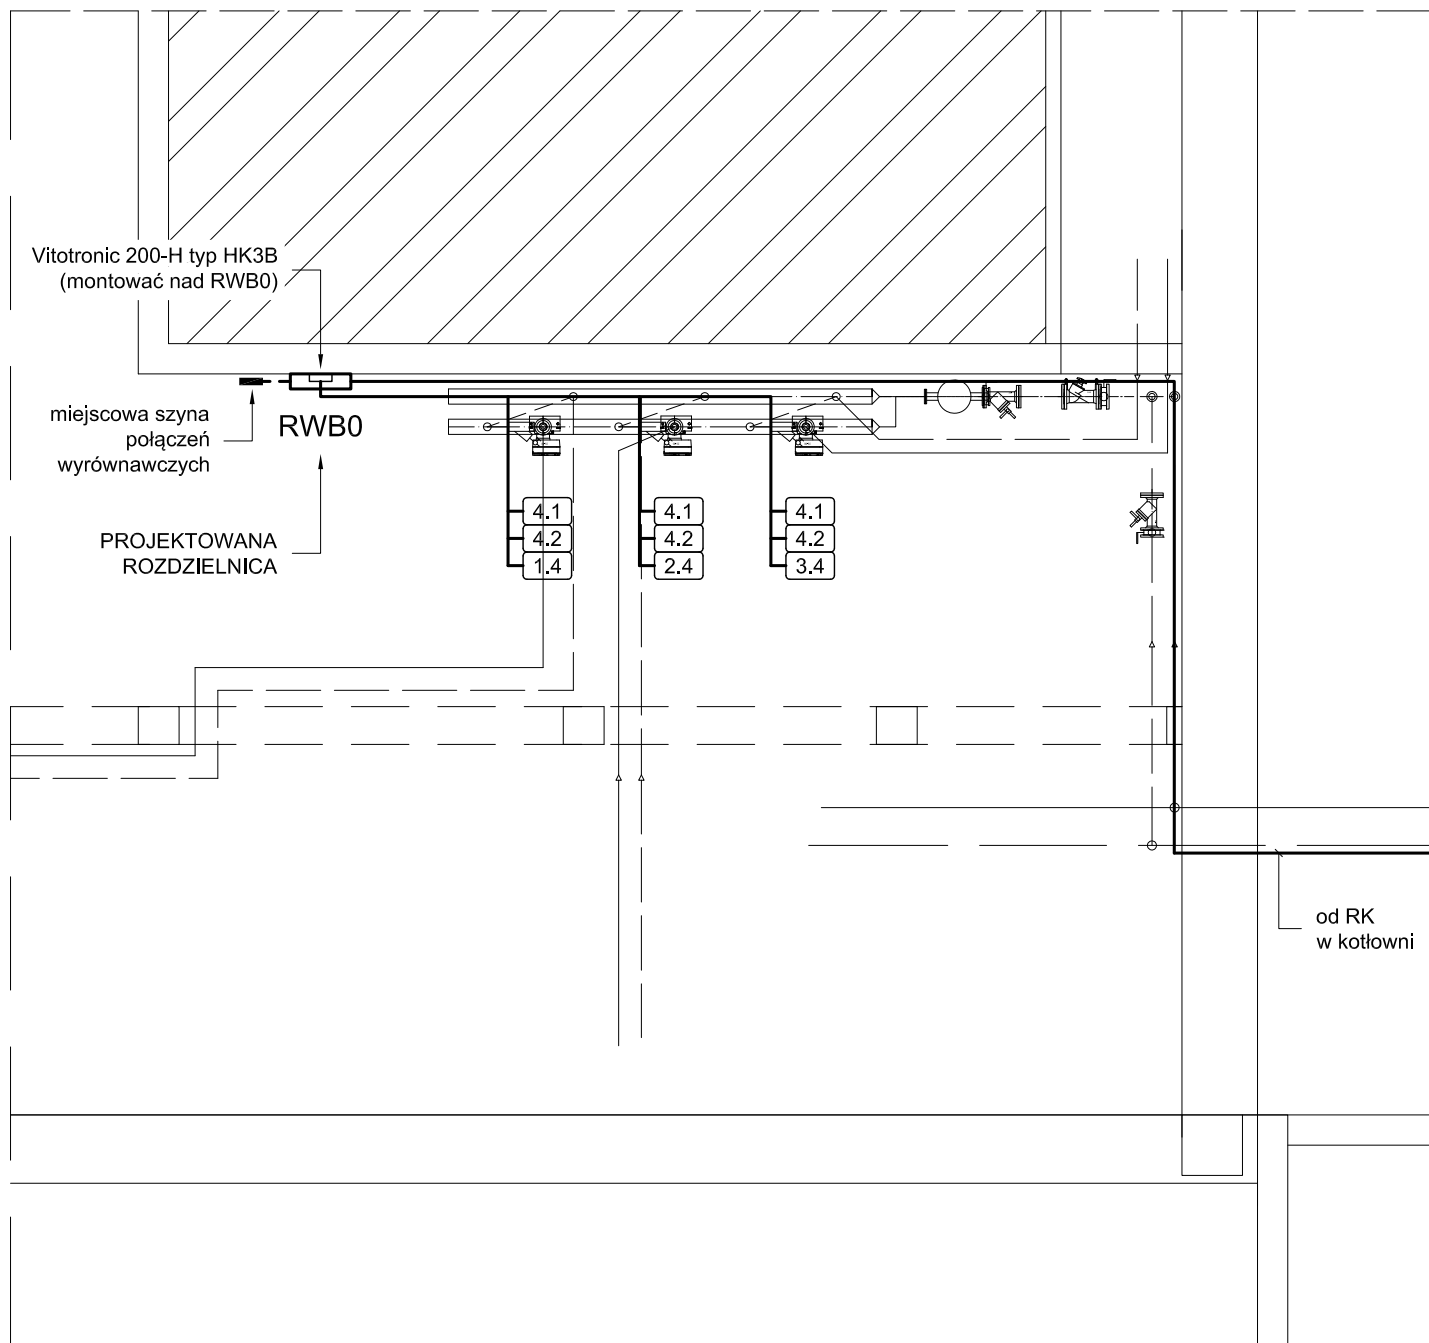 Vitotronic 200-H typ HK3B
(montować nad RWB0)
miejscowa szyna
połączeń
wyrównawczych
RWB0
PROJEKTOWANA
ROZDZIELNICA
4.1
4.2
1.4
4.1
4.2
2.4
4.1
4.2
3.4
od RK
w kotłowni